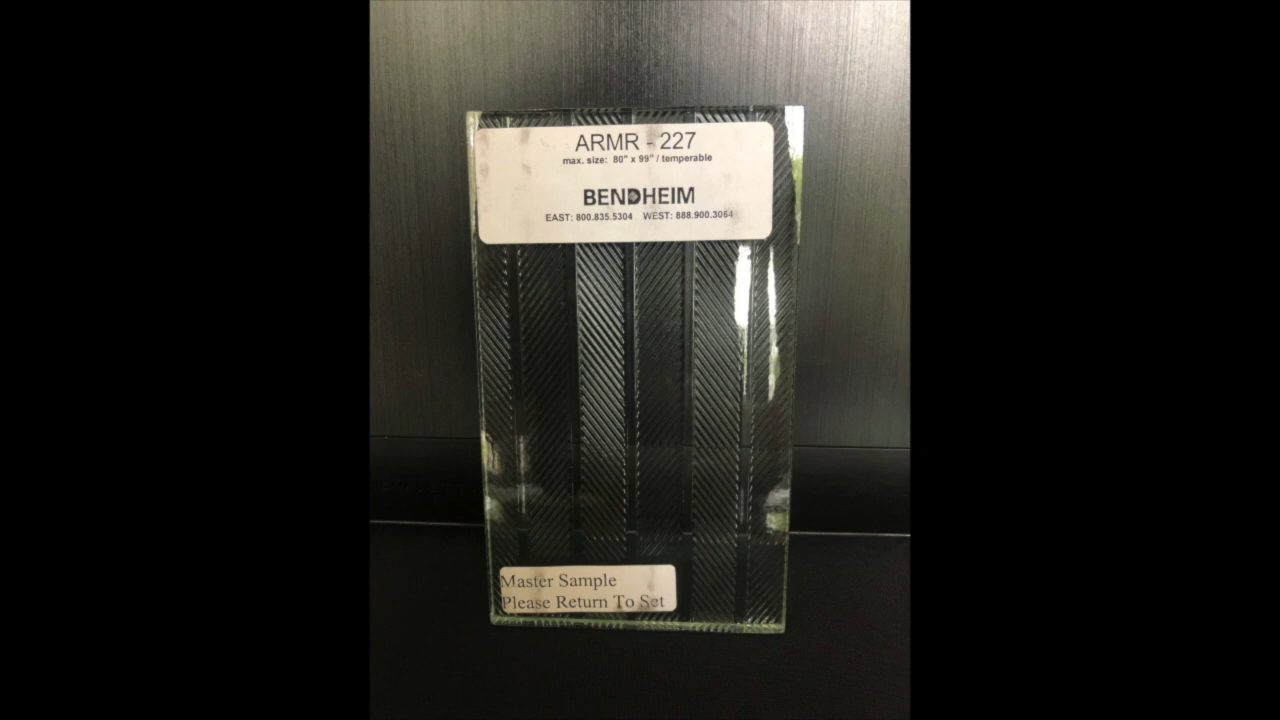 ARMR - 227
max. size: 80" x 99" / temperable
BENDHEIM
EAST: 800.835.5304 WEST: 888.900.3064
Master Sample
Please Return To Set